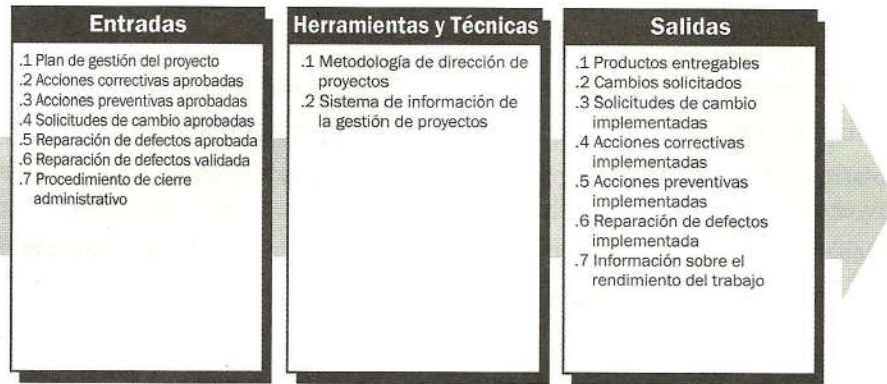 Entradas
.1 Plan de gestión del proyecto
.2 Acciones correctivas aprobadas
.3 Acciones preventivas aprobadas
.4 Solicitudes de cambio aprobadas
.5 Reparación de defectos aprobada
.6 Reparación de defectos validada
.7 Procedimiento de cierre
administrativo
Herramientas y Técnicas
.1 Metodología de dirección de
proyectos
.2 Sistema de información de
la gestión de proyectos
Salidas
.1 Productos entregables
.2 Cambios solicitados
.3 Solicitudes de cambio
implementadas
.4 Acciones correctivas
implementadas
.5 Acciones preventivas
implementadas
.6 Reparación de defectos
implementada
.7 Información sobre el
rendimiento del trabajo